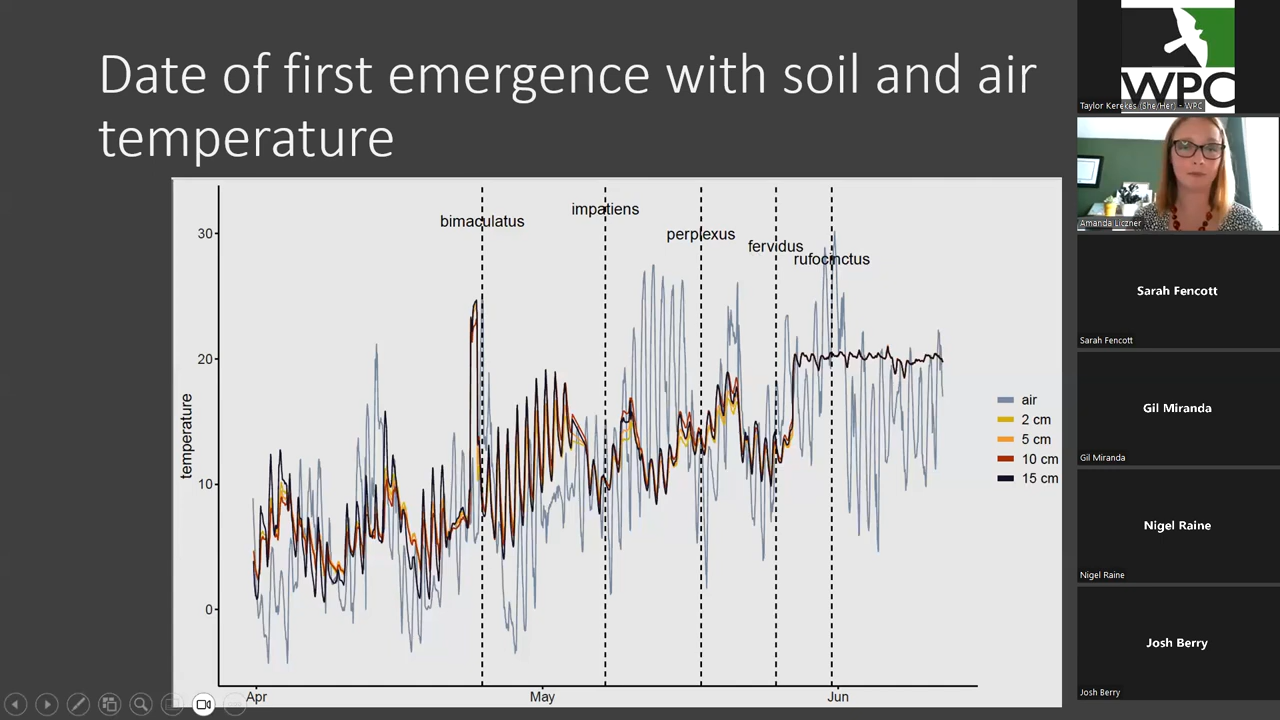 Date of first emergence with soil and air
temperature
temperature
30
20
10
0
Apr
May
Jun
bimaculatus
impatiens
perplexus
fervidus
rufocinctus
air
2 cm
5 cm
10 cm
15 cm
WPC
Taylor Kerekes (She/Her) - WPC
Amanda Liczner
Sarah Fencott
Sarah Fencott
Gil Miranda
Gil Miranda
Nigel Raine
Nigel Raine
Josh Berry
Josh Berry